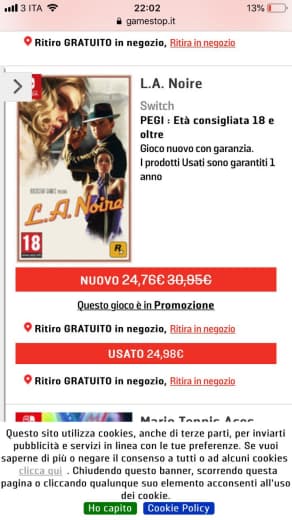 3 ITA 22:02 13%
gamestop.it
Ritiro GRATUITO in negozio, Ritira in negozio
L.A. Noire
Switch
PEGI : Età consigliata 18 e
oltre
Gioco nuovo con garanzia.
I prodotti Usati sono garantiti 1
anno
ROCKSTAR GAMES PRESENTS
L.A. Noire
18
R
NUOVO 24,76€ 30,95€
Questo gioco è in Promozione
Ritiro GRATUITO in negozio, Ritira in negozio
USATO 24,98€
Ritiro GRATUITO in negozio, Ritira in negozio
Mario Tennis Aces
Questo sito utilizza cookies, anche di terze parti, per inviarti
pubblicità e servizi in linea con le tue preferenze. Se vuoi
saperne di più o negare il consenso a tutti o ad alcuni cookies
clicca qui . Chiudendo questo banner, scorrendo questa
pagina o cliccando qualunque suo elemento acconsenti all'uso
dei cookie.
Ho capito Cookie Policy